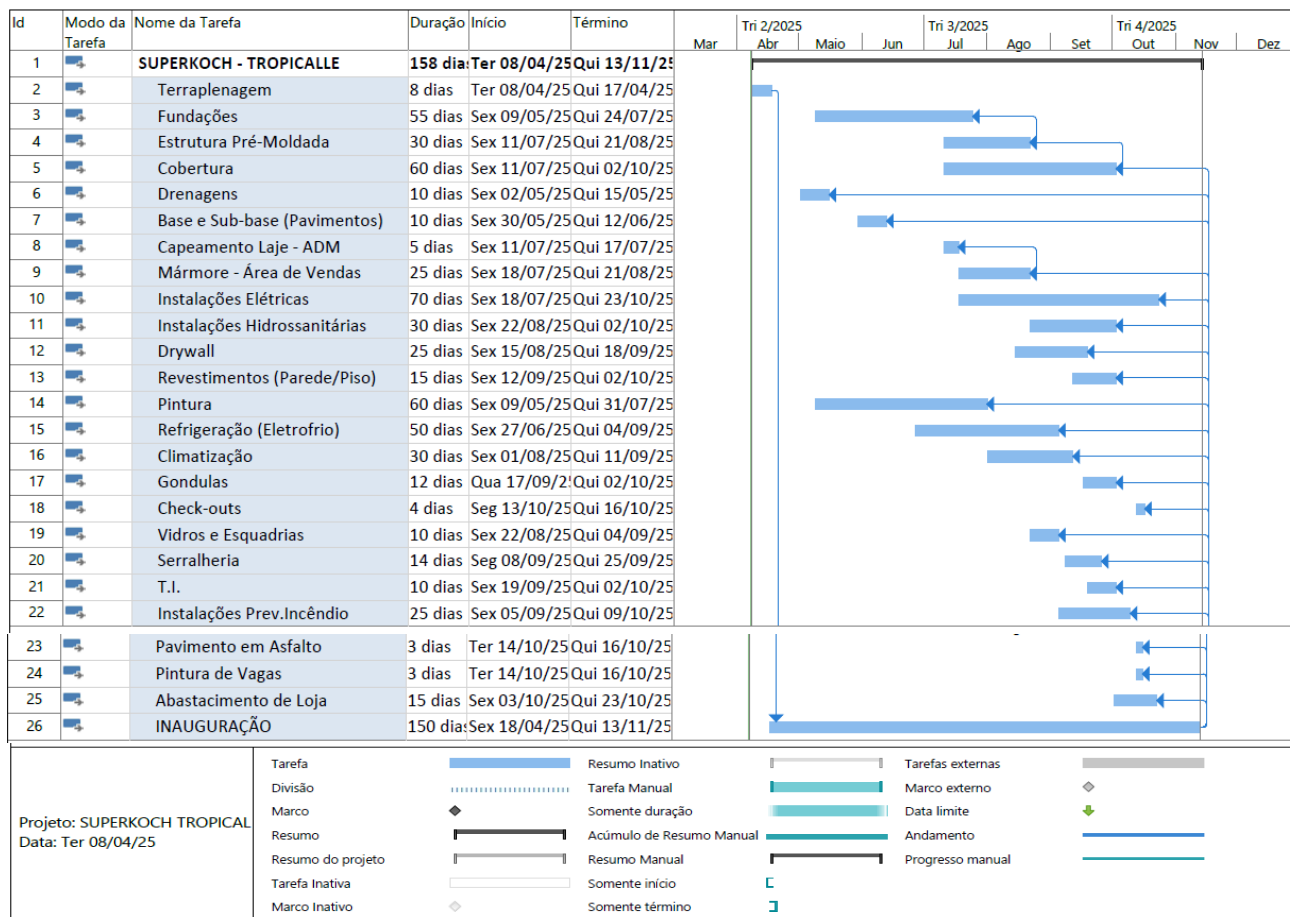 Id Modo da Tarefa Nome da Tarefa Duração Início Término
Tri 2/2025 Tri 3/2025 Tri 4/2025
Mar Abr Maio Jun Jul Ago Set Out Nov Dez
1 SUPERKOCH - TROPICALLE 158 dia: Ter 08/04/25 Qui 13/11/25
2 Terraplenagem 8 dias Ter 08/04/25 Qui 17/04/25
3 Fundações 55 dias Sex 09/05/25 Qui 24/07/25
4 Estrutura Pré-Moldada 30 dias Sex 11/07/25 Qui 21/08/25
5 Cobertura 60 dias Sex 11/07/25 Qui 02/10/25
6 Drenagens 10 dias Sex 02/05/25 Qui 15/05/25
7 Base e Sub-base (Pavimentos) 10 dias Sex 30/05/25 Qui 12/06/25
8 Capeamento Laje - ADM 5 dias Sex 11/07/25 Qui 17/07/25
9 Mármore - Área de Vendas 25 dias Sex 18/07/25 Qui 21/08/25
10 Instalações Elétricas 70 dias Sex 18/07/25 Qui 23/10/25
11 Instalações Hidrossanitárias 30 dias Sex 22/08/25 Qui 02/10/25
12 Drywall 25 dias Sex 15/08/25 Qui 18/09/25
13 Revestimentos (Parede/Piso) 15 dias Sex 12/09/25 Qui 02/10/25
14 Pintura 60 dias Sex 09/05/25 Qui 31/07/25
15 Refrigeração (Eletrofrio) 50 dias Sex 27/06/25 Qui 04/09/25
16 Climatização 30 dias Sex 01/08/25 Qui 11/09/25
17 Gondulas 12 dias Qua 17/09/2 Qui 02/10/25
18 Check-outs 4 dias Seg 13/10/25 Qui 16/10/25
19 Vidros e Esquadrias 10 dias Sex 22/08/25 Qui 04/09/25
20 Serralheria 14 dias Seg 08/09/25 Qui 25/09/25
21 T.I. 10 dias Sex 19/09/25 Qui 02/10/25
22 Instalações Prev.Incêndio 25 dias Sex 05/09/25 Qui 09/10/25
23 Pavimento em Asfalto 3 dias Ter 14/10/25 Qui 16/10/25
24 Pintura de Vagas 3 dias Ter 14/10/25 Qui 16/10/25
25 Abastacimento de Loja 15 dias Sex 03/10/25 Qui 23/10/25
26 INAUGURAÇÃO 150 dia: Sex 18/04/25 Qui 13/11/25
Projeto: SUPERKOCH TROPICAL
Data: Ter 08/04/25
Tarefa Resumo Inativo Tarefas externas
Divisão Tarefa Manual Marco externo
Marco Somente duração Data limite
Resumo Acúmulo de Resumo Manual Andamento
Resumo do projeto Resumo Manual Progresso manual
Tarefa Inativa Somente início
Marco Inativo Somente término